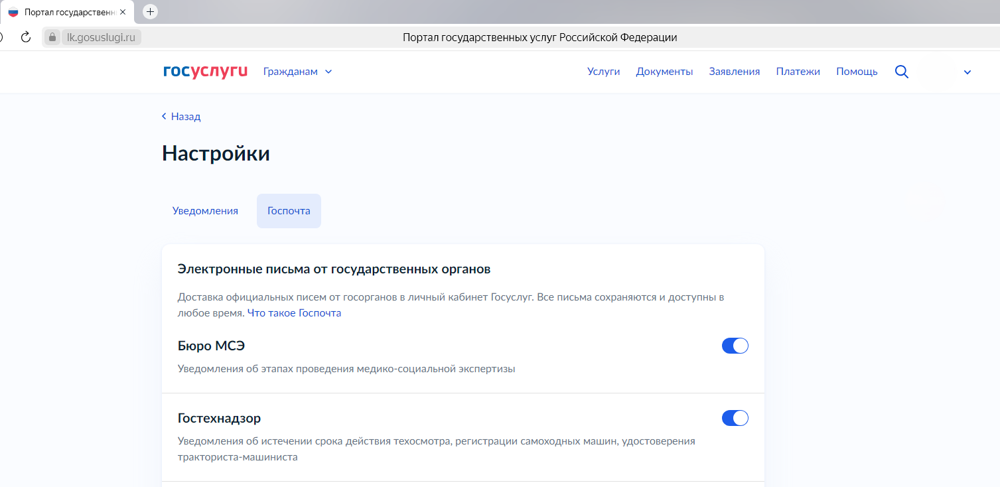 Портал государственн
lk.gosuslugi.ru
Портал государственных услуг Российской Федерации
госуслуги
Гражданам
Услуги
Документы
Заявления
Платежи
Помощь
Назад
Настройки
Уведомления
Госпочта
Электронные письма от государственных органов
Доставка официальных писем от госорганов в личный кабинет Госуслуг. Все письма сохраняются и доступны в
любое время. Что такое Госпочта
Бюро МСЭ
Уведомления об этапах проведения медико-социальной экспертизы
Гостехнадзор
Уведомления об истечении срока действия техосмотра, регистрации самоходных машин, удостоверения
тракториста-машиниста